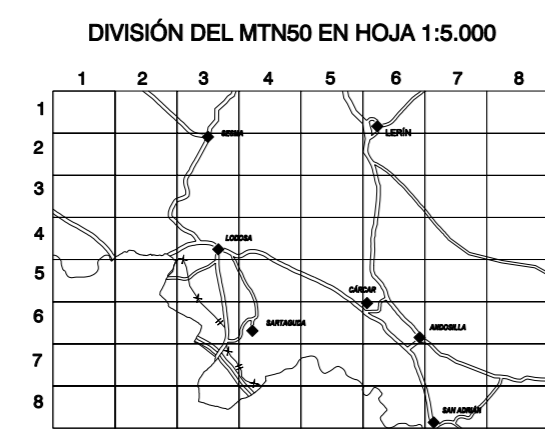 DIVISIÓN DEL MTN50 EN HOJA 1:5.000
1 2 3 4 5 6 7 8
1
LERÍN
2
SESMA
3
4
LODOSA
5
CÁRCAR
6
SARTAGUDA
ANDOSILLA
7
8
SAN ADRIÁN